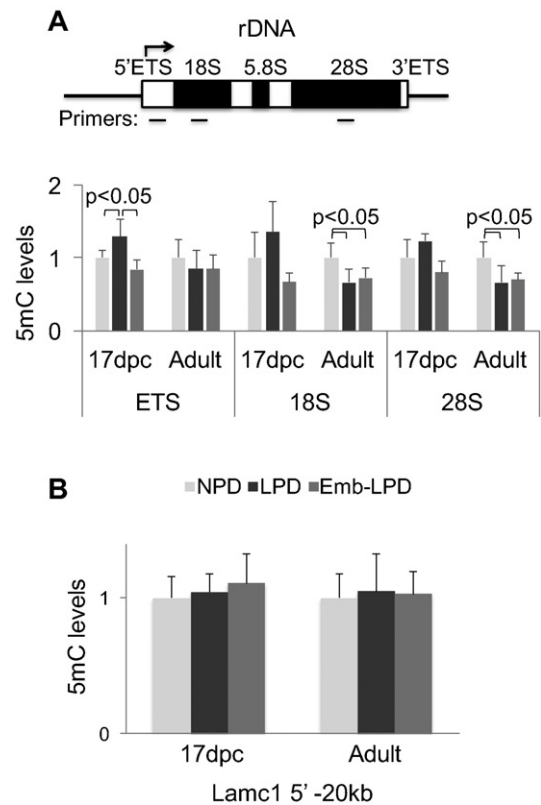 A
rDNA
5'ETS 18S 5.8S 28S 3'ETS
Primers:
2
p<0.05 p<0.05 p<0.05
1
0
5mC levels
17dpc Adult 17dpc Adult 17dpc Adult
ETS 18S 28S
B
NPD LPD Emb-LPD
5mC levels
1
0
17dpc Adult
Lamc1 5' -20kb